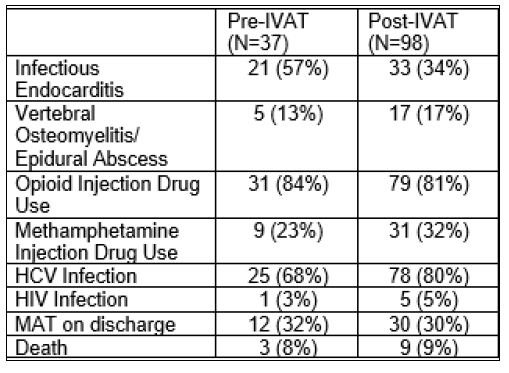 Pre-IVAT Post-IVAT
(N=37) (N=98)
Infectious 21 (57%) 33 (34%)
Endocarditis
Vertebral 5 (13%) 17 (17%)
Osteomyelitis/
Epidural Abscess
Opioid Injection Drug 31 (84%) 79 (81%)
Use
Methamphetamine 9 (23%) 31 (32%)
Injection Drug Use
HCV Infection 25 (68%) 78 (80%)
HIV Infection 1 (3%) 5 (5%)
MAT on discharge 12 (32%) 30 (30%)
Death 3 (8%) 9 (9%)